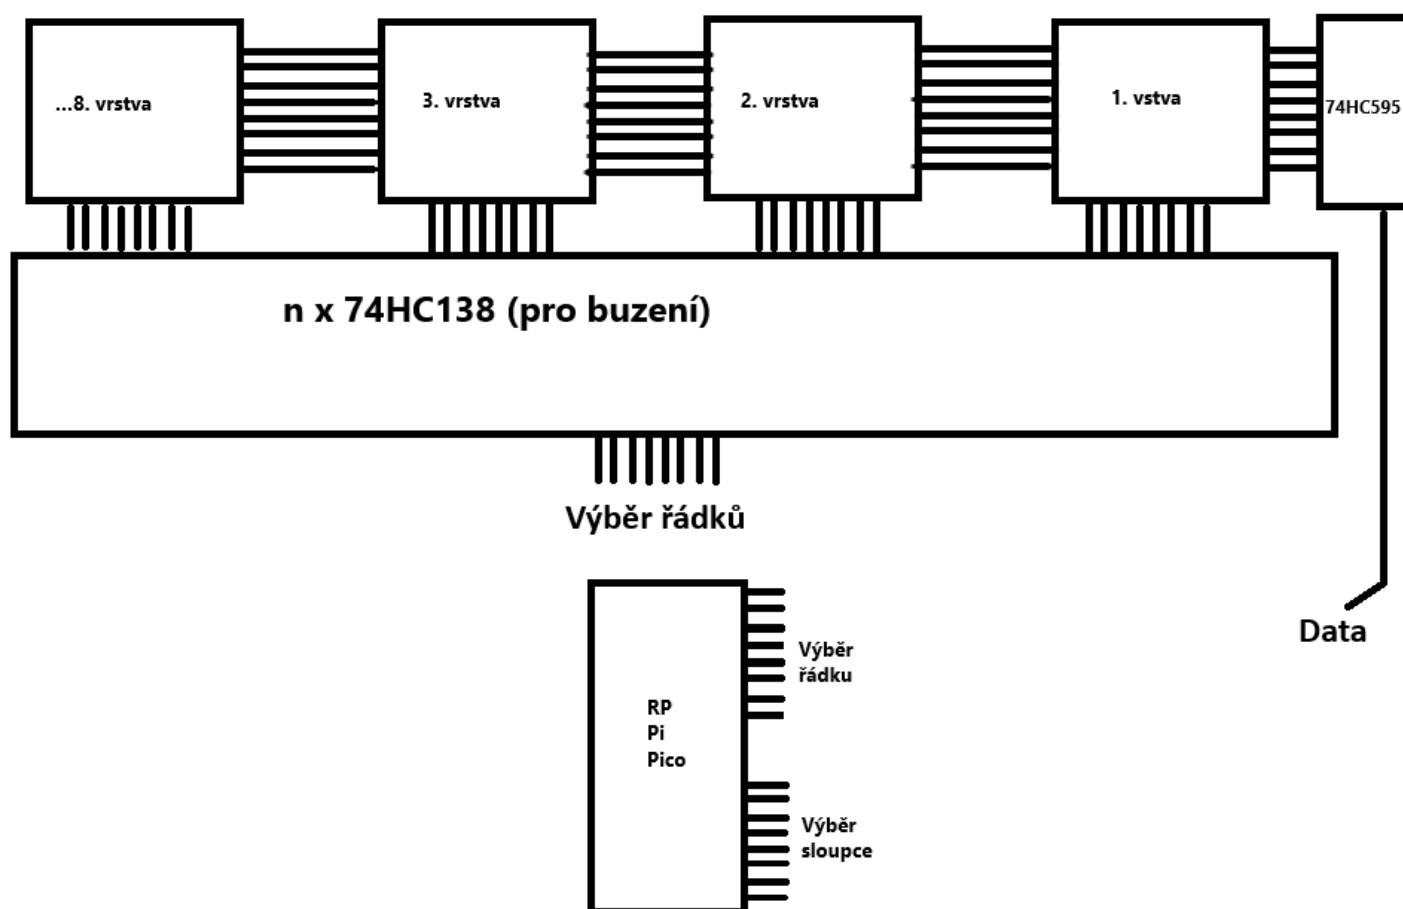 ...8. vrstva
3. vrstva
2. vrstva
1. vstva
74HC595
n x 74HC138 (pro buzení)
Výběr řádků
Data
RP
Pi
Pico
Výběr
řádku
Výběr
sloupce